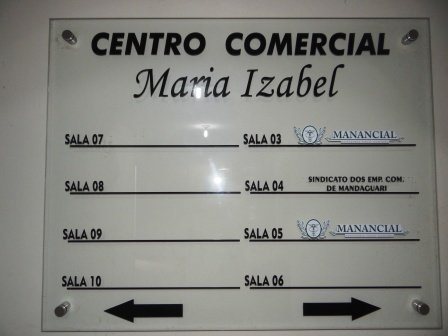 CENTRO COMERCIAL
Maria Izabel
SALA 07
SALA 03 MANANCIAL
SALA 08
SALA 04 SINDICATO DOS EMP. COM.
DE MANDAGUARI
SALA 09
SALA 05 MANANCIAL
SALA 10
SALA 06